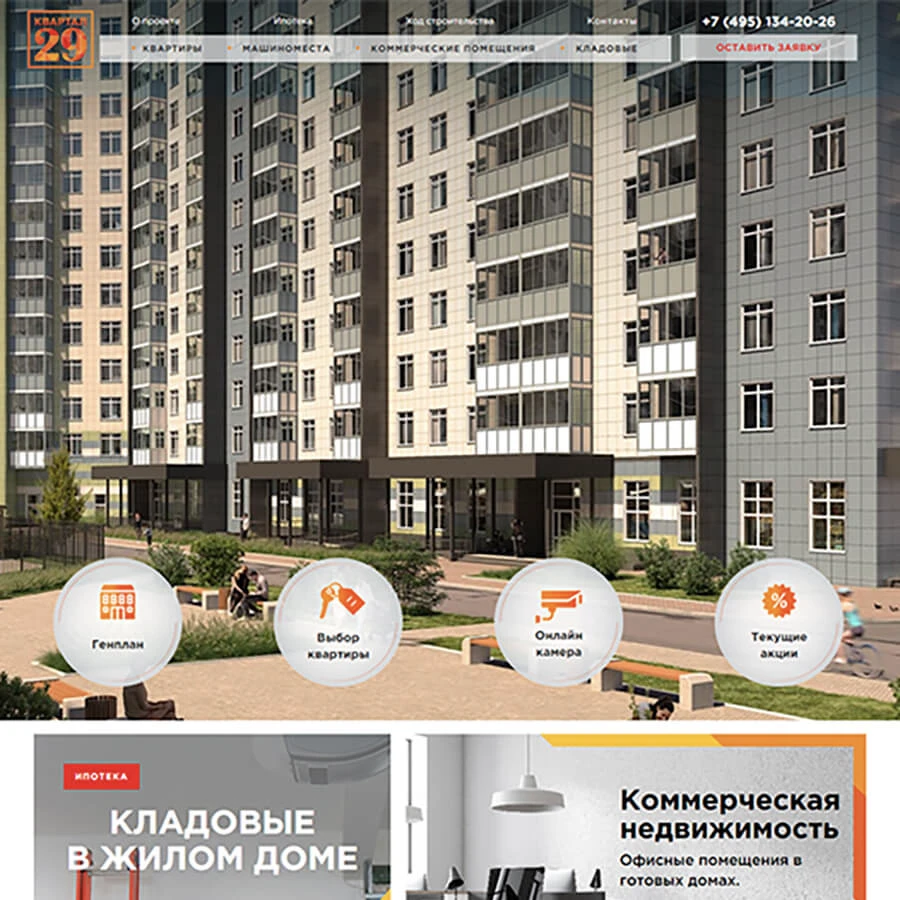 КВАРТАЛ
29
О проекте
Ипотека
Ход строительства
Контакты
+7 (495) 134-20-26
КВАРТИРЫ
МАШИНОМЕСТА
КОММЕРЧЕСКИЕ ПОМЕЩЕНИЯ
КЛАДОВЫЕ
ОСТАВИТЬ ЗАЯВКУ
Генплан
Выбор
квартиры
Онлайн
камера
Текущие
акции
ИПОТЕКА
КЛАДОВЫЕ
В ЖИЛОМ ДОМЕ
Коммерческая
недвижимость
Офисные помещения в
готовых домах.